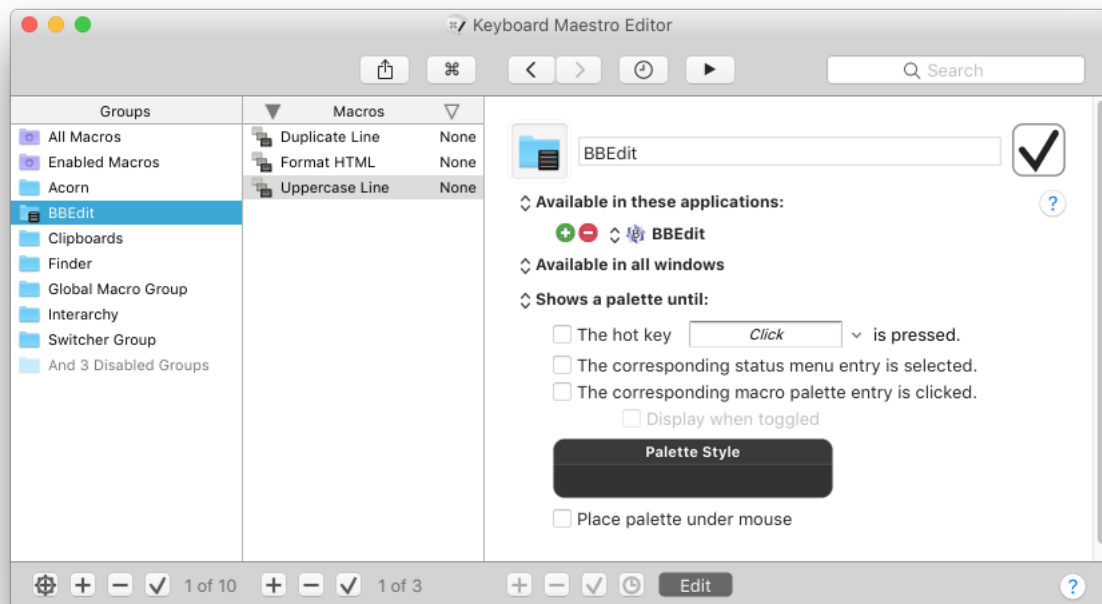 Keyboard Maestro Editor
Search
Groups
All Macros
Enabled Macros
Acorn
BBEdit
Clipboards
Finder
Global Macro Group
Interarchy
Switcher Group
And 3 Disabled Groups
1 of 10
Macros
Duplicate Line None
Format HTML None
Uppercase Line None
1 of 3
BBEdit
Available in these applications:
BBEdit
Available in all windows
Shows a palette until:
The hot key Click is pressed.
The corresponding status menu entry is selected.
The corresponding macro palette entry is clicked.
Display when toggled
Palette Style
Place palette under mouse
Edit